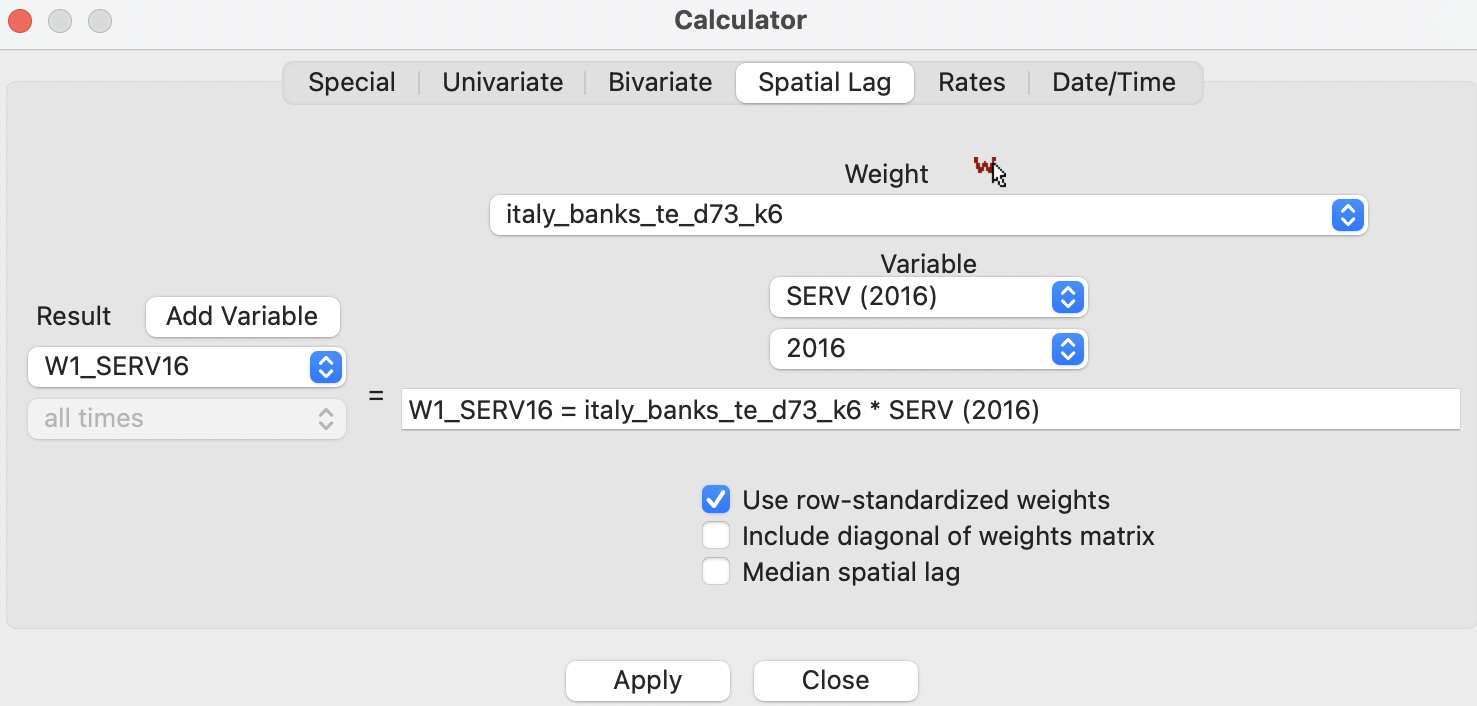 Calculator
Special Univariate Bivariate Spatial Lag Rates Date/Time
Weight W
italy_banks_te_d73_k6
Variable
SERV (2016)
2016
Result Add Variable
W1_SERV16
all times
=
W1_SERV16 = italy_banks_te_d73_k6 * SERV (2016)
Use row-standardized weights
Include diagonal of weights matrix
Median spatial lag
Apply Close